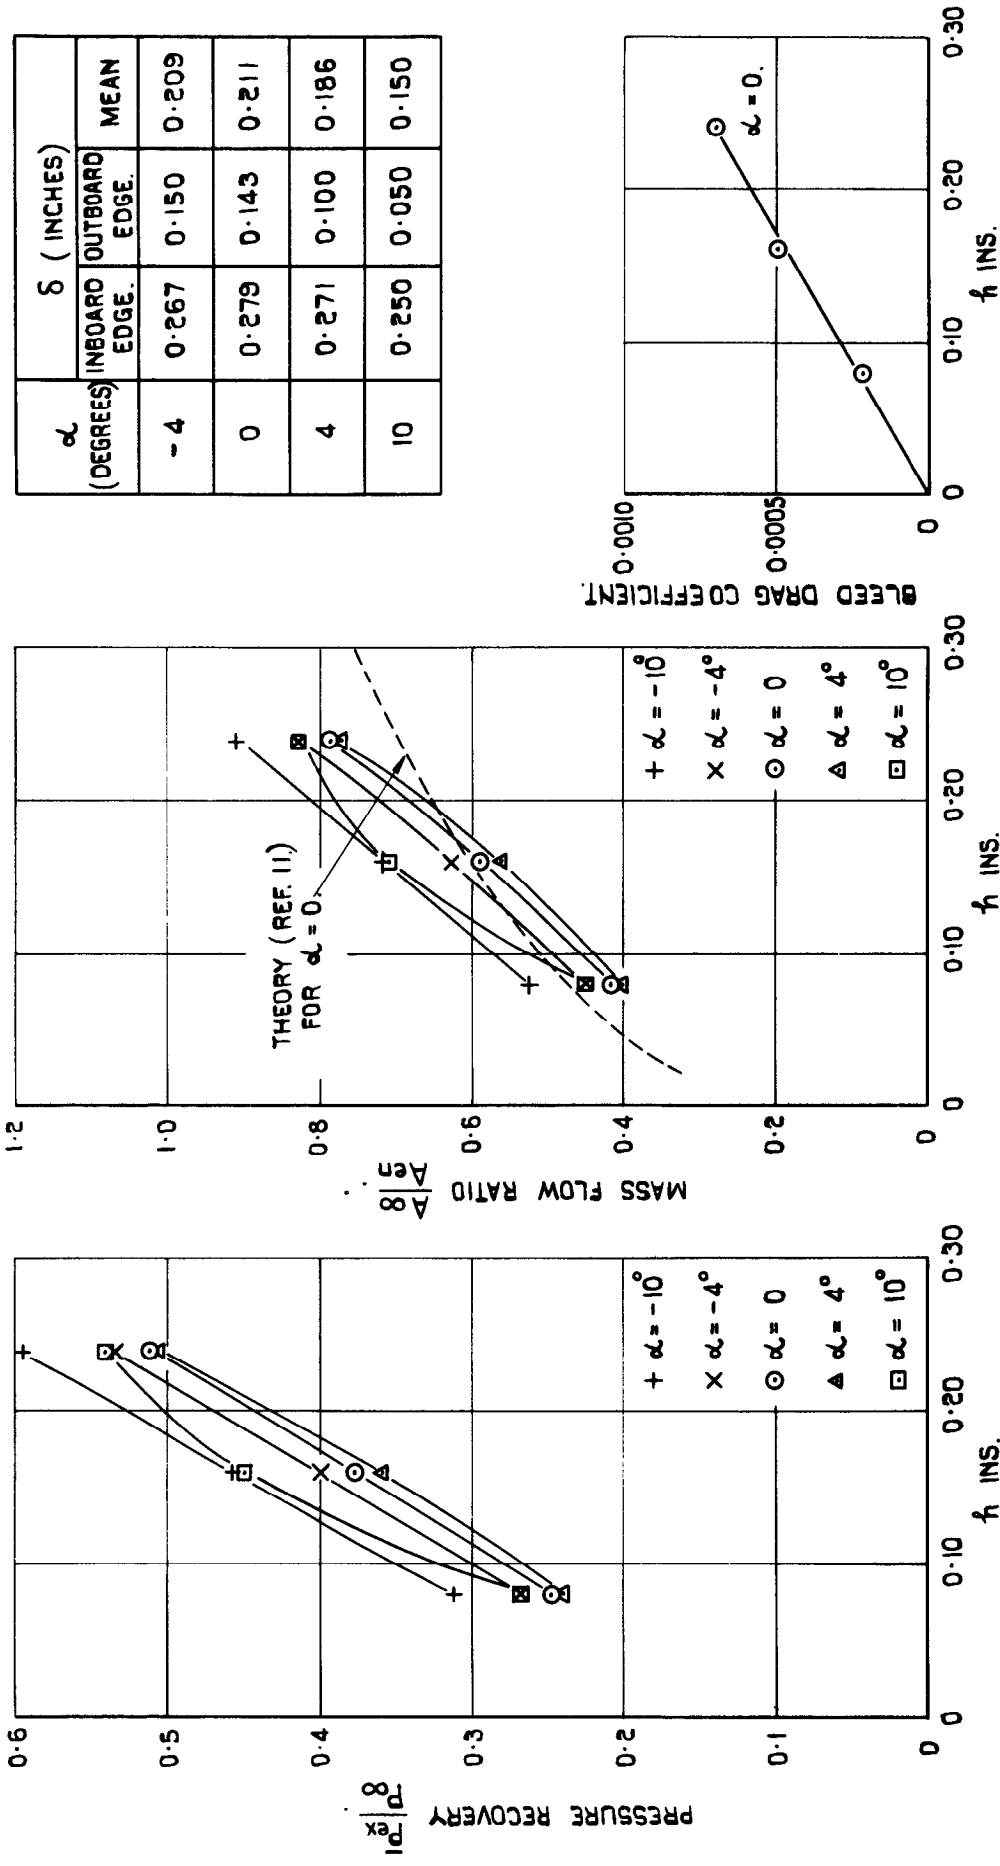 PRESSURE RECOVERY P'ex / P∞
0.6
0.5
0.4
0.3
0.2
0.1
0
0 0.10 0.20 0.30
h INS.
+ α = -10°
× α = -4°
⊙ α = 0
△ α = 4°
⊡ α = 10°
MASS FLOW RATIO A∞ / Aen
1.2
1.0
0.8
0.6
0.4
0.2
0
0 0.10 0.20 0.30
h INS.
THEORY (REF. 11.)
FOR α = 0.
+ α = -10°
× α = -4°
⊙ α = 0
△ α = 4°
⊡ α = 10°
α (DEGREES) δ (INCHES)
INBOARD EDGE. OUTBOARD EDGE. MEAN
-4 0.267 0.150 0.209
0 0.279 0.143 0.211
4 0.271 0.100 0.186
10 0.250 0.050 0.150
BLEED DRAG COEFFICIENT.
0.0010
0.0005
0
0 0.10 0.20 0.30
h INS.
α = 0.